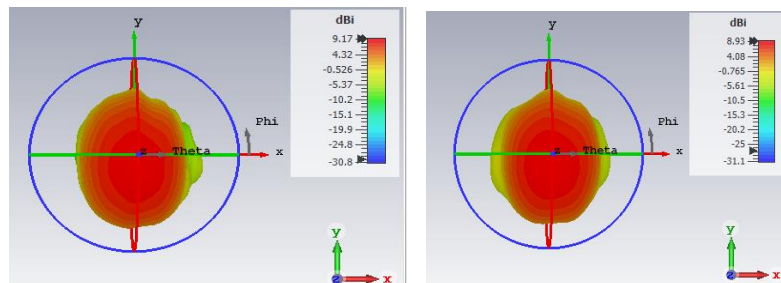 dBi
9.17
4.32
-0.526
-5.37
-10.2
-15.1
-19.9
-24.8
-30.8
y
Phi
z
Theta
x
y
z
x
dBi
8.93
4.08
-0.765
-5.61
-10.5
-15.3
-20.2
-25
-31.1
y
Phi
z
Theta
x
y
z
x